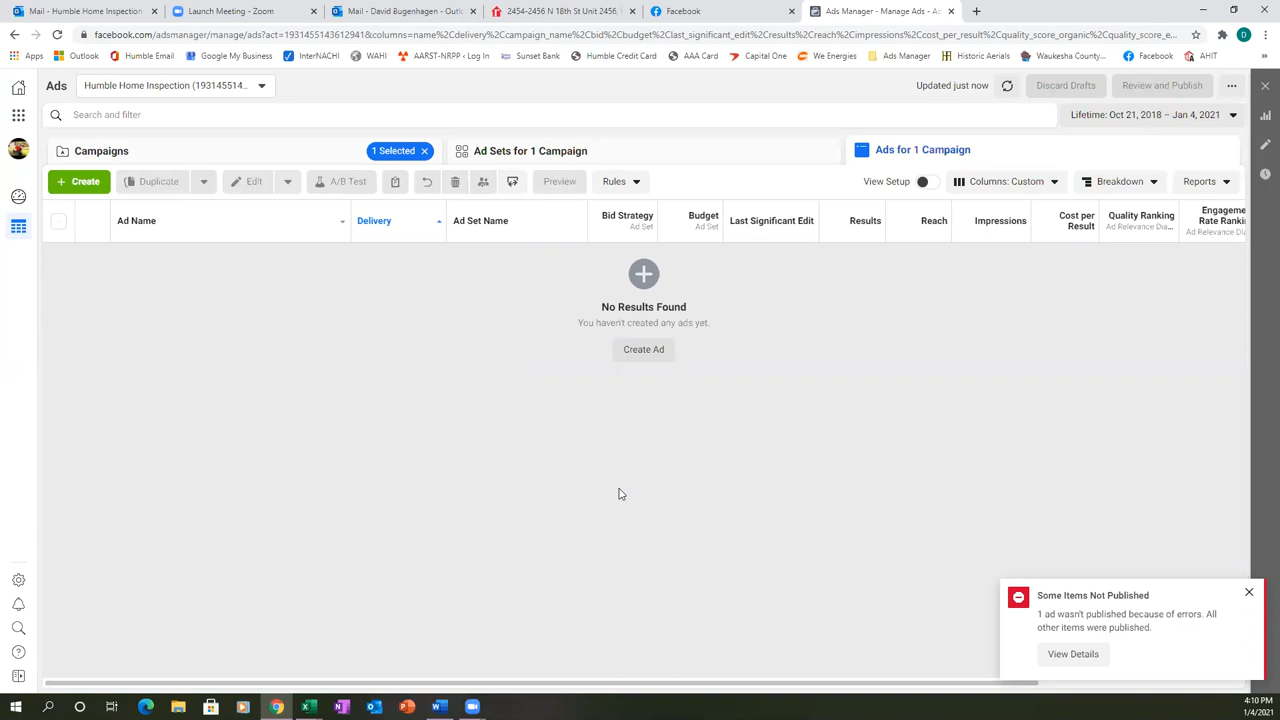 Mail - Humble Home Inspection
Launch Meeting - Zoom
Mail - David Bugenhagen - Outl
2454-2456 N 18th St Unit 2456,
Facebook
Ads Manager - Manage Ads - A
facebook.com/adsmanager/manage/ads?act=1931455143612941&columns=name%2Cdelivery%2Ccampaign_name%2Cbid%2Cbudget%2Clast_significant_edit%2Cresults%2Creach%2Cimpressions%2Ccost_per_result%2Cquality_score_organic%2Cquality_score_e...
D
Apps Outlook Humble Email Google My Business InterNACHI WAHI AARST-NRPP ‹ Log In Sunset Bank Humble Credit Card AAA Card Capital One We Energies Ads Manager Historic Aerials Waukesha County... Facebook AHIT »
Ads Humble Home Inspection (193145514... Updated just now Discard Drafts Review and Publish
Search and filter Lifetime: Oct 21, 2018 – Jan 4, 2021
Campaigns 1 Selected Ad Sets for 1 Campaign Ads for 1 Campaign
+ Create Duplicate Edit A/B Test Preview Rules View Setup Columns: Custom Breakdown Reports
Ad Name
Delivery
Ad Set Name
Bid Strategy
Ad Set
Budget
Ad Set
Last Significant Edit
Results
Reach
Impressions
Cost per
Result
Quality Ranking
Ad Relevance Dia...
Engageme
Rate Ranki
Ad Relevance Dia
No Results Found
You haven't created any ads yet.
Create Ad
Some Items Not Published
1 ad wasn't published because of errors. All
other items were published.
View Details
4:10 PM
1/4/2021